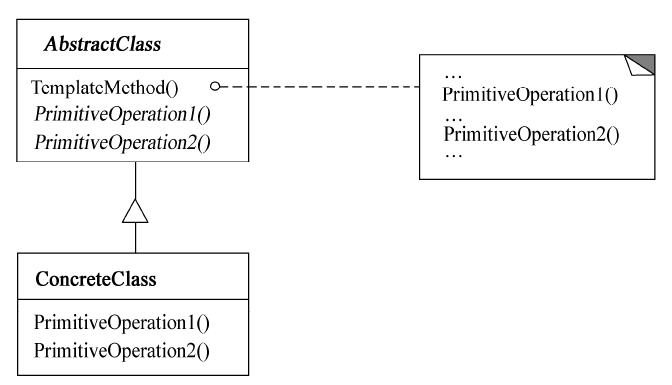 AbstractClass
TemplateMethod()
PrimitiveOperation1()
PrimitiveOperation2()
...
PrimitiveOperation1()
...
PrimitiveOperation2()
...
ConcreteClass
PrimitiveOperation1()
PrimitiveOperation2()